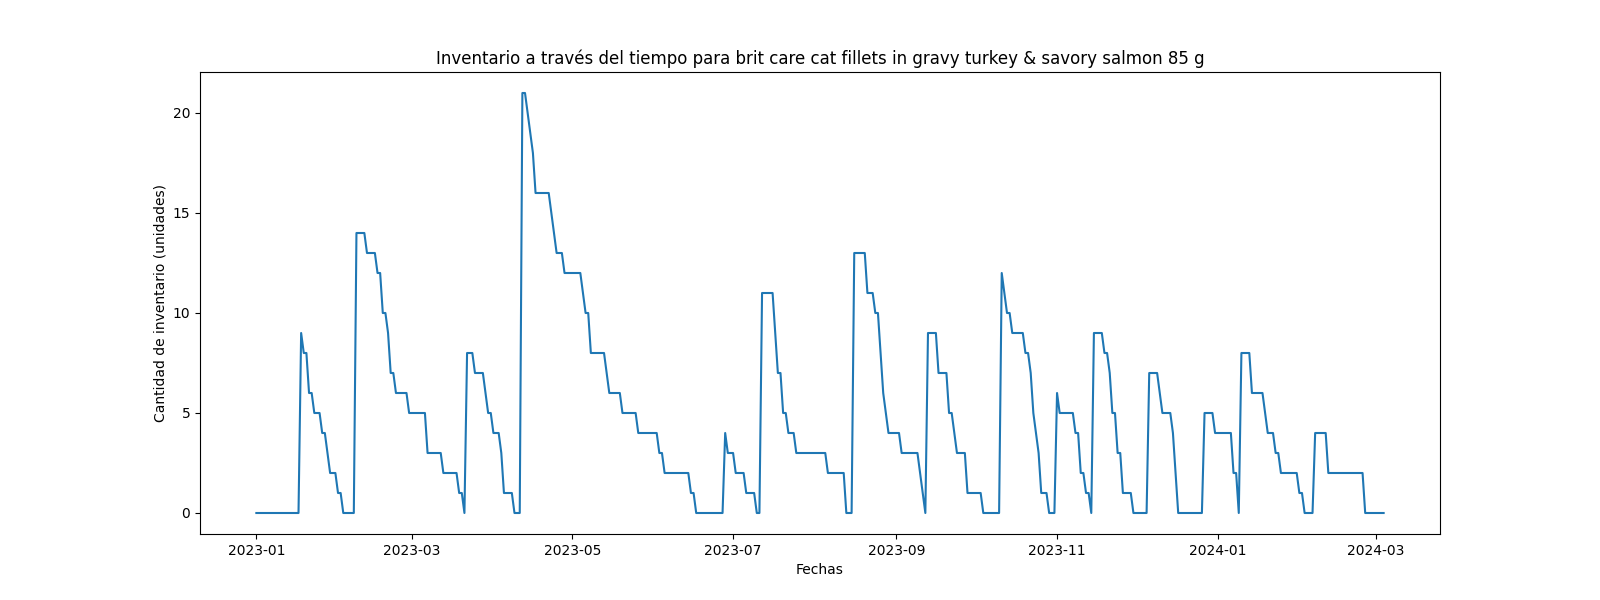 Inventario a través del tiempo para brit care cat fillets in gravy turkey & savory salmon 85 g
Cantidad de inventario (unidades)
20
15
10
5
0
2023-01 2023-03 2023-05 2023-07 2023-09 2023-11 2024-01 2024-03
Fechas